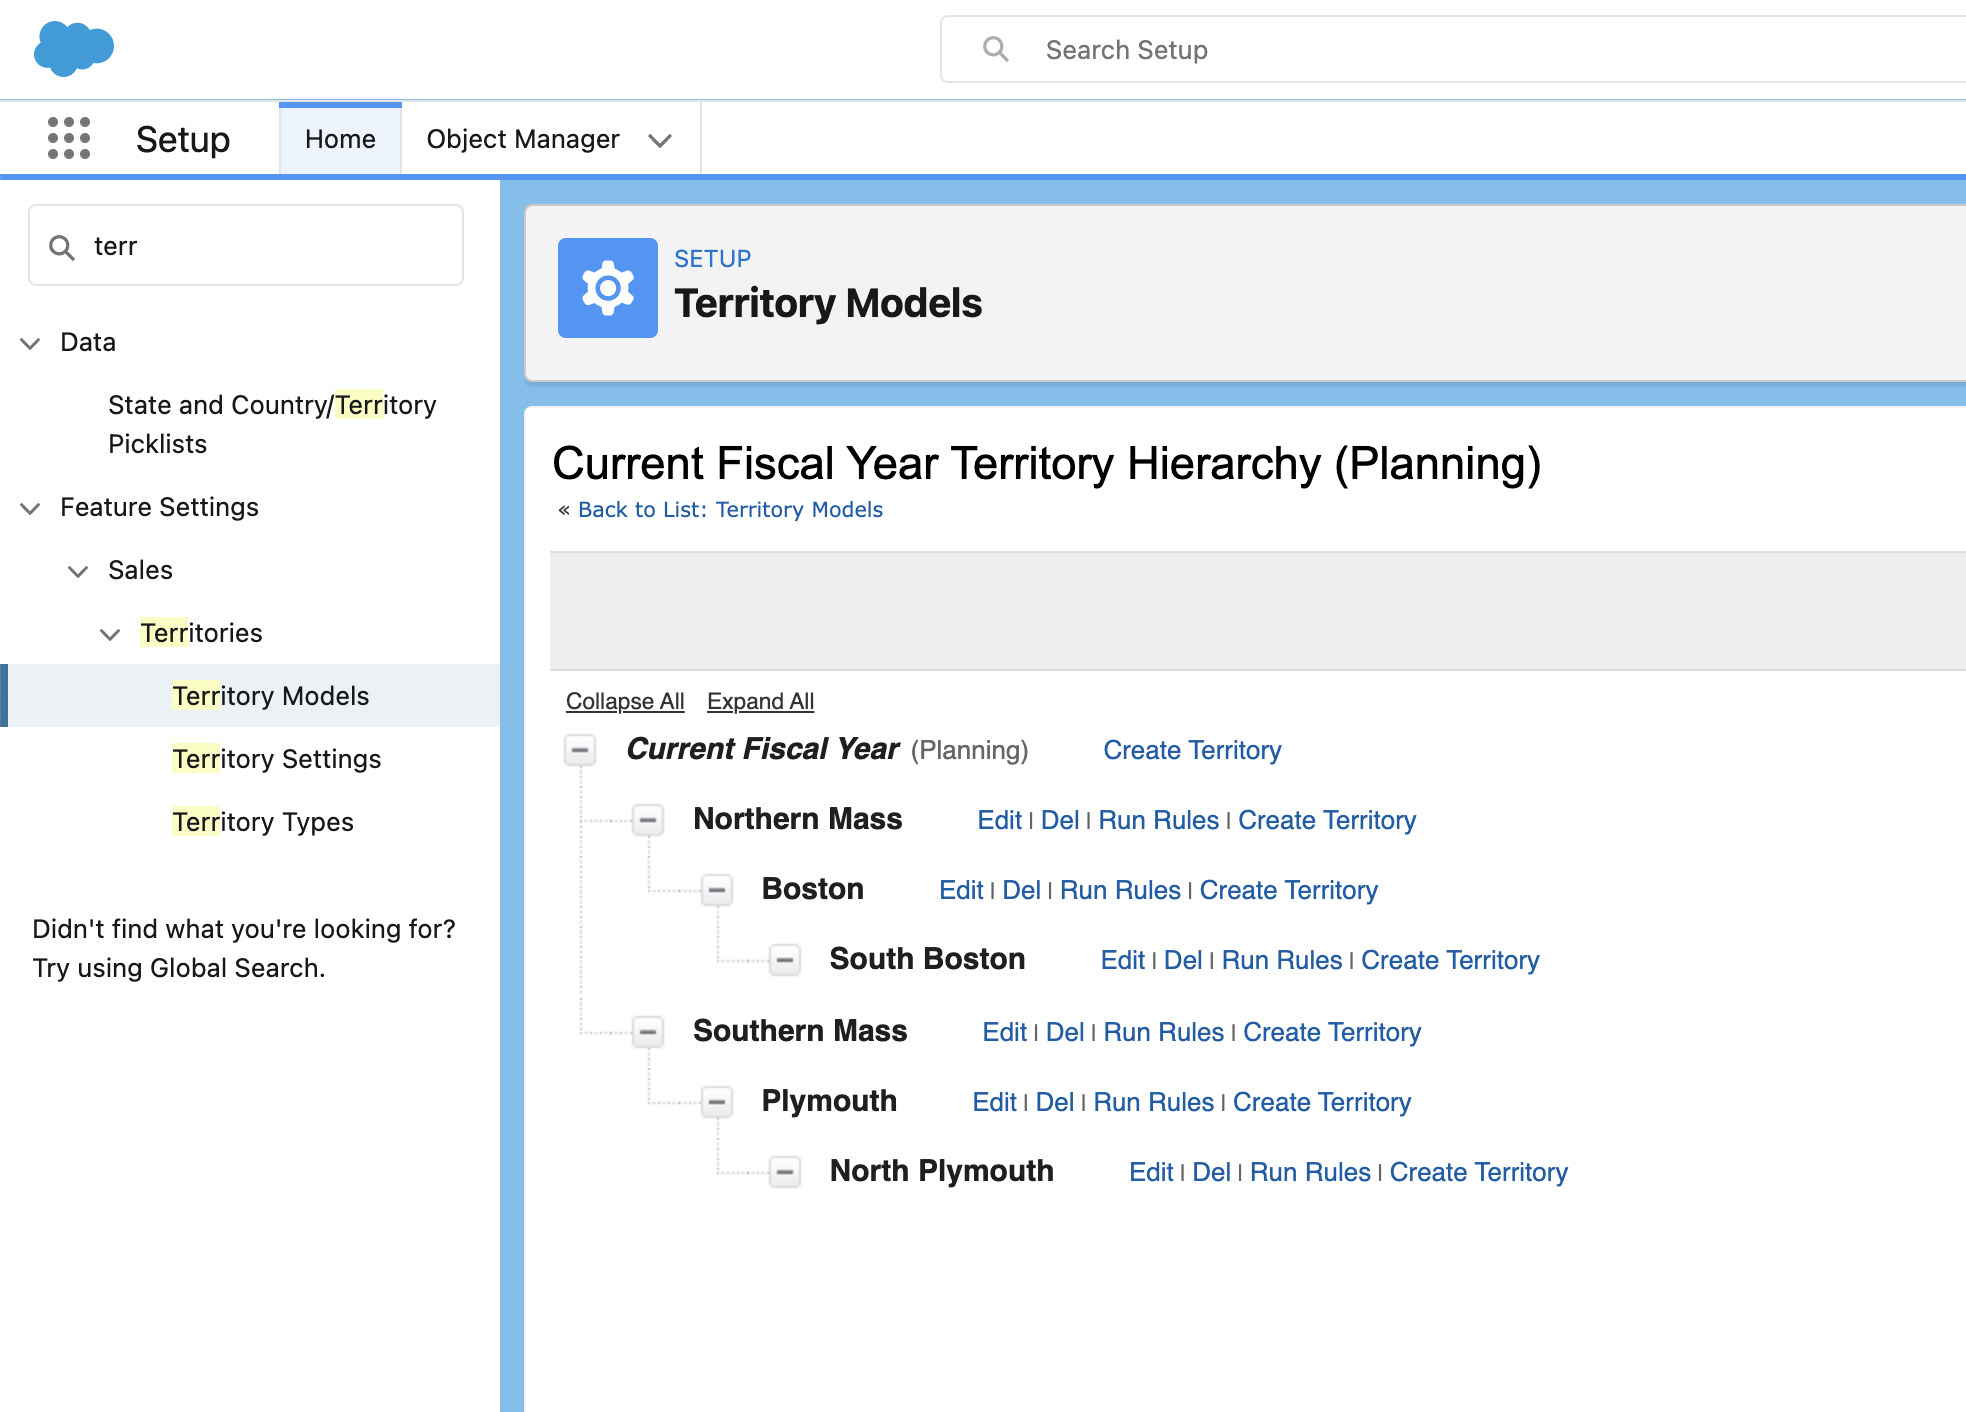 Search Setup
Setup
Home
Object Manager
terr
Data
State and Country/Territory
Picklists
Feature Settings
Sales
Territories
Territory Models
Territory Settings
Territory Types
Didn't find what you're looking for?
Try using Global Search.
SETUP
Territory Models
Current Fiscal Year Territory Hierarchy (Planning)
« Back to List: Territory Models
Collapse All Expand All
Current Fiscal Year (Planning) Create Territory
Northern Mass Edit | Del | Run Rules | Create Territory
Boston Edit | Del | Run Rules | Create Territory
South Boston Edit | Del | Run Rules | Create Territory
Southern Mass Edit | Del | Run Rules | Create Territory
Plymouth Edit | Del | Run Rules | Create Territory
North Plymouth Edit | Del | Run Rules | Create Territory